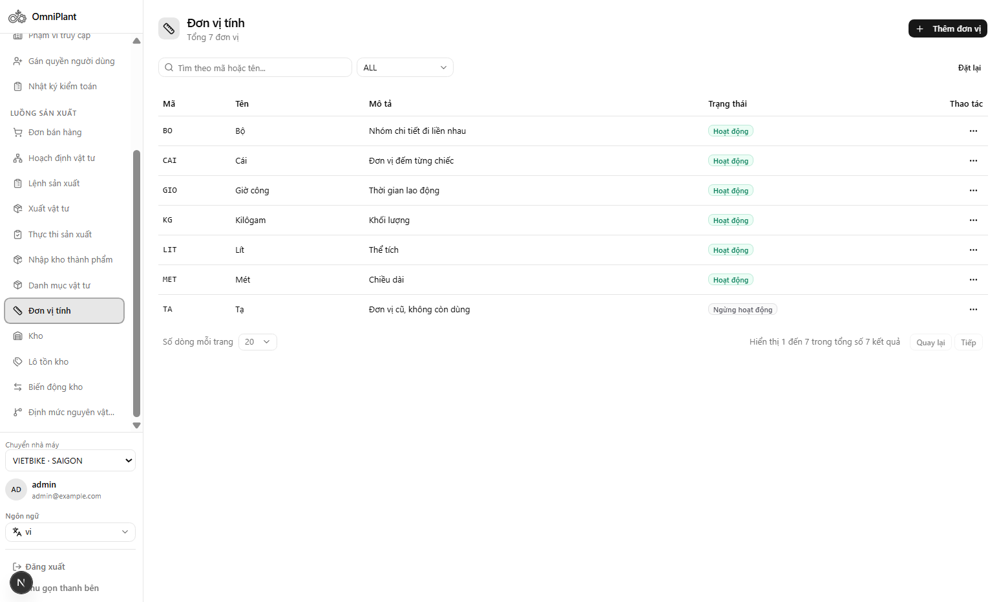 OmniPlant
Phạm vi truy cập
Gán quyền người dùng
Nhật ký kiểm toán
LUỒNG SẢN XUẤT
Đơn bán hàng
Hoạch định vật tư
Lệnh sản xuất
Xuất vật tư
Thực thi sản xuất
Nhập kho thành phẩm
Danh mục vật tư
Đơn vị tính
Kho
Lô tồn kho
Biến động kho
Định mức nguyên vật...
Chuyển nhà máy
VIETBIKE · SAIGON
AD
admin
admin@example.com
Ngôn ngữ
vi
Đăng xuất
N
hu gọn thanh bên
Đơn vị tính
Tổng 7 đơn vị
Thêm đơn vị
Tìm theo mã hoặc tên...
ALL
Đặt lại
Mã Tên Mô tả Trạng thái Thao tác
BO Bộ Nhóm chi tiết đi liền nhau Hoạt động
CAI Cái Đơn vị đếm từng chiếc Hoạt động
GIO Giờ công Thời gian lao động Hoạt động
KG Kilôgam Khối lượng Hoạt động
LIT Lít Thể tích Hoạt động
MET Mét Chiều dài Hoạt động
TA Tạ Đơn vị cũ, không còn dùng Ngừng hoạt động
Số dòng mỗi trang 20 Hiển thị 1 đến 7 trong tổng số 7 kết quả Quay lại Tiếp